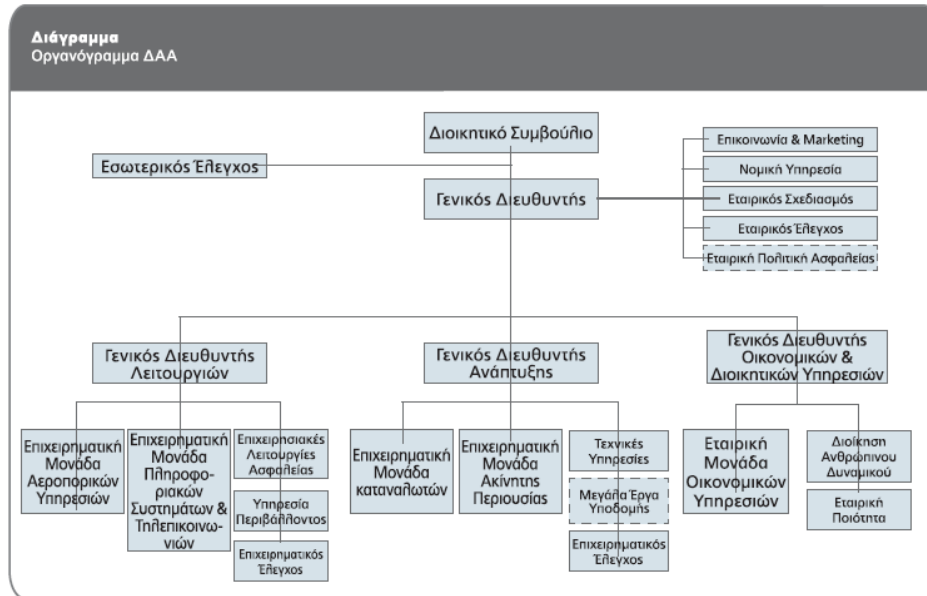 Διάγραμμα
Οργανόγραμμα ΔΑΑ
Διοικητικό Συμβούλιο
Εσωτερικός Έλεγχος
Γενικός Διευθυντής
Επικοινωνία & Marketing
Νομική Υπηρεσία
Εταιρικός Σχεδιασμός
Εταιρικός Έλεγχος
Εταιρική Πολιτική Ασφαλείας
Γενικός Διευθυντής
Λειτουργιών
Γενικός Διευθυντής
Ανάπτυξης
Γενικός Διευθυντής
Οικονομικών &
Διοικητικών Υπηρεσιών
Επιχειρηματική
Μονάδα
Αεροπορικών
Υπηρεσιών
Επιχειρηματική
Μονάδα
Πληροφο-
ριακών
Συστημάτων &
Τηλεπικοινω-
νιών
Επιχειρησιακές
Λειτουργίες
Ασφαλείας
Υπηρεσία
Περιβάλλοντος
Επιχειρηματικός
Έλεγχος
Επιχειρηματική
Μονάδα
καταναλωτών
Επιχειρηματική
Μονάδα
Ακίνητης
Περιουσίας
Τεχνικές
Υπηρεσίες
Μεγάλα Έργα
Υποδομής
Επιχειρηματικός
Έλεγχος
Εταιρική
Μονάδα
Οικονομικών
Υπηρεσιών
Διοίκηση
Ανθρώπινου
Δυναμικού
Εταιρική
Ποιότητα